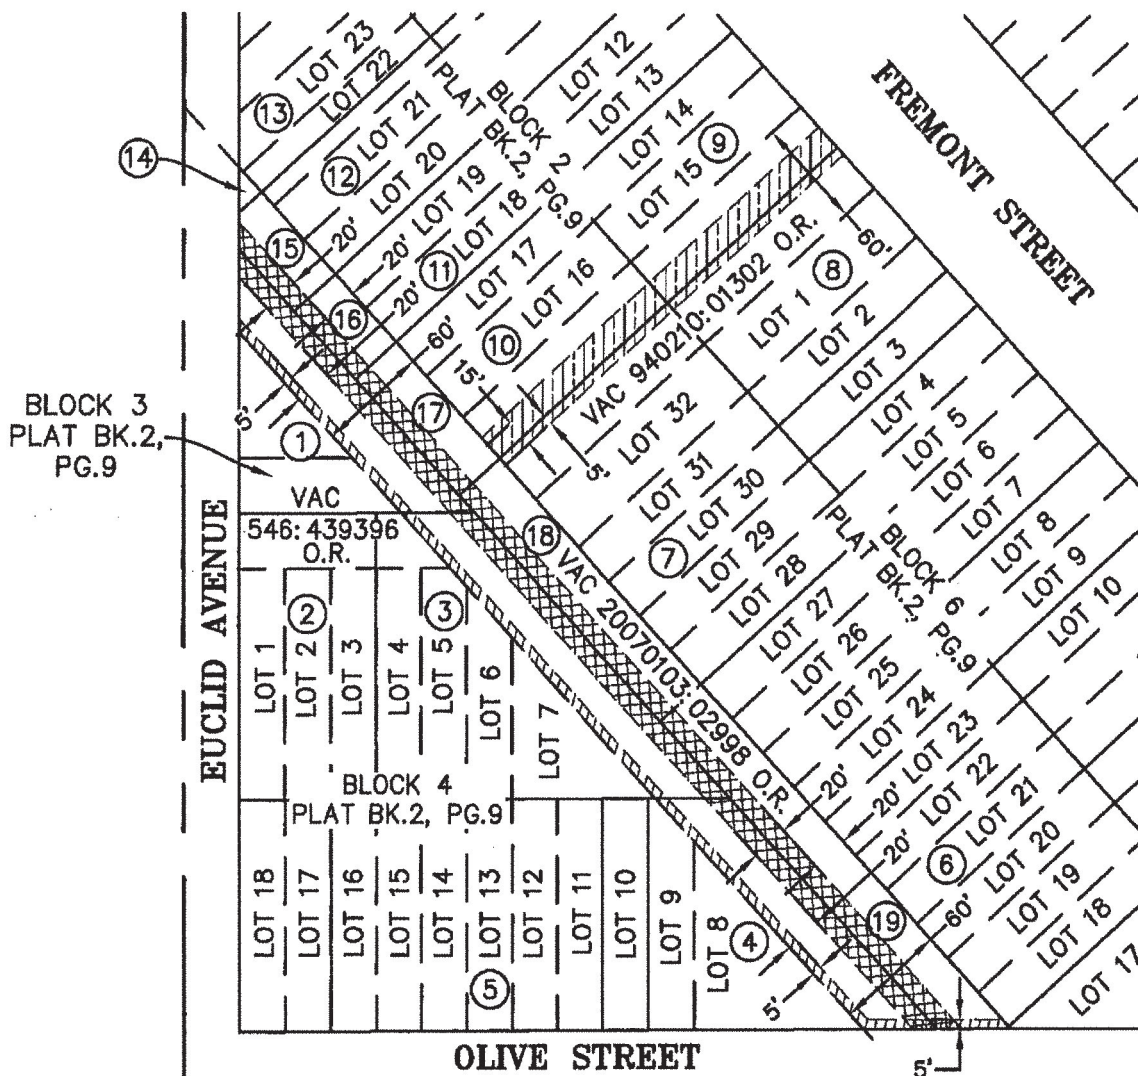 LOT 23
LOT 22
13
LOT 21
12
LOT 20
LOT 19
LOT 18
11
LOT 17
LOT 16
10
BLOCK 2
PLAT BK.2, PG.9
LOT 12
LOT 13
LOT 14
LOT 15
9
FREMONT STREET
14
15
20'
20'
20'
60'
15'
5'
60'
16
17
VAC 940210: 01302 O.R.
8
LOT 1
LOT 2
LOT 3
LOT 4
LOT 5
LOT 6
LOT 7
LOT 8
LOT 9
LOT 10
BLOCK 6
PLAT BK.2, PG.9
LOT 32
LOT 31
LOT 30
7
LOT 29
LOT 28
LOT 27
LOT 26
LOT 25
LOT 24
LOT 23
LOT 22
LOT 21
6
LOT 20
LOT 19
LOT 18
LOT 17
BLOCK 3
PLAT BK.2,
PG.9
5'
1
VAC
546: 439396
O.R.
18
VAC 20070103: 02998 O.R.
EUCLID AVENUE
2
3
LOT 1
LOT 2
LOT 3
LOT 4
LOT 5
LOT 6
LOT 7
BLOCK 4
PLAT BK.2, PG.9
LOT 18
LOT 17
LOT 16
LOT 15
LOT 14
LOT 13
LOT 12
LOT 11
LOT 10
LOT 9
LOT 8
5
4
20'
20'
20'
60'
19
5'
5'
OLIVE STREET